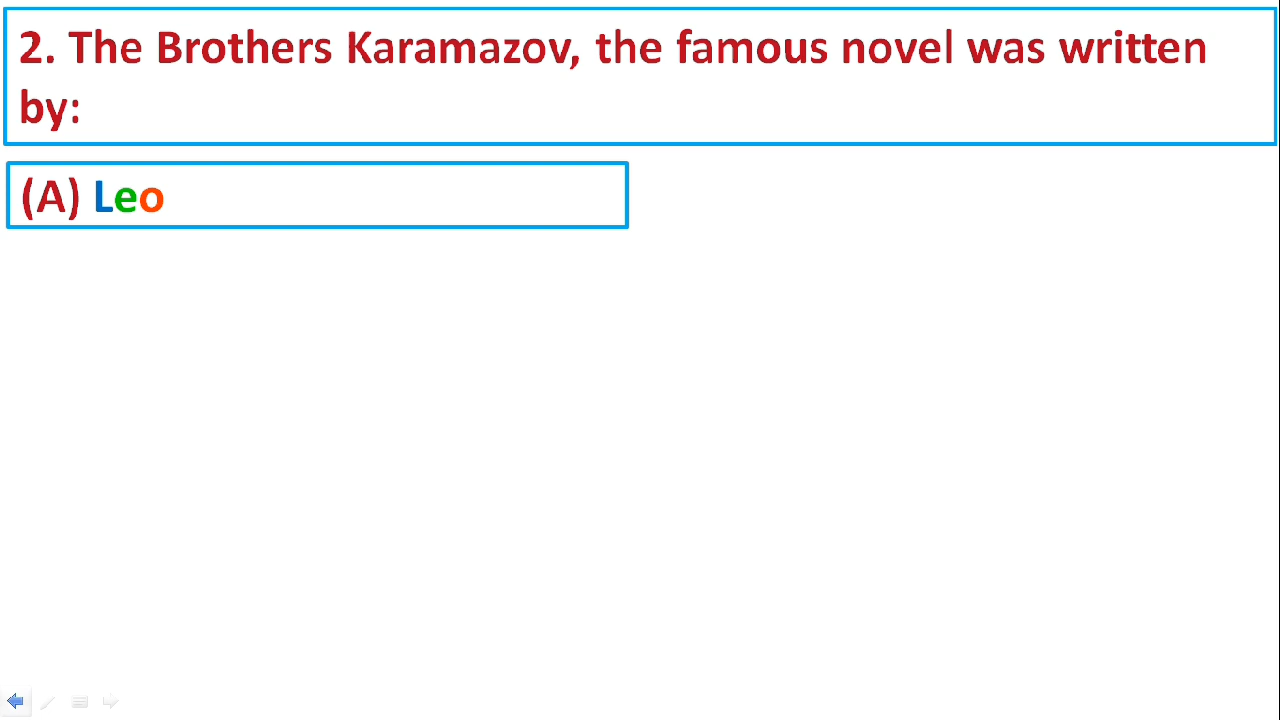 2. The Brothers Karamazov, the famous novel was written
by:
(A) Leo